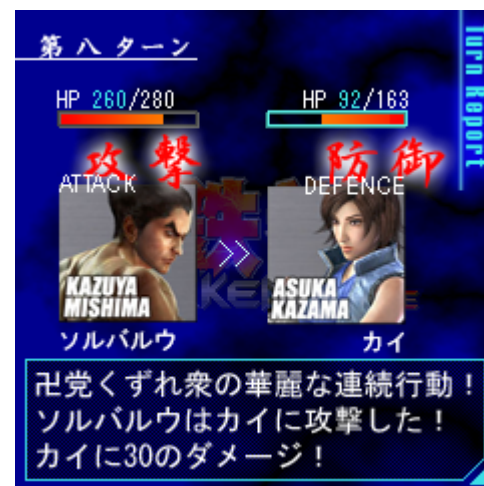 第八ターン
Turn Report
HP 260/280
HP 92/163
攻撃
防御
ATTACK
DEFENCE
KAZUYA
MISHIMA
ASUKA
KAZAMA
ソルバルウ
カイ
卍党くずれ衆の華麗な連続行動！
ソルバルウはカイに攻撃した！
カイに30のダメージ！